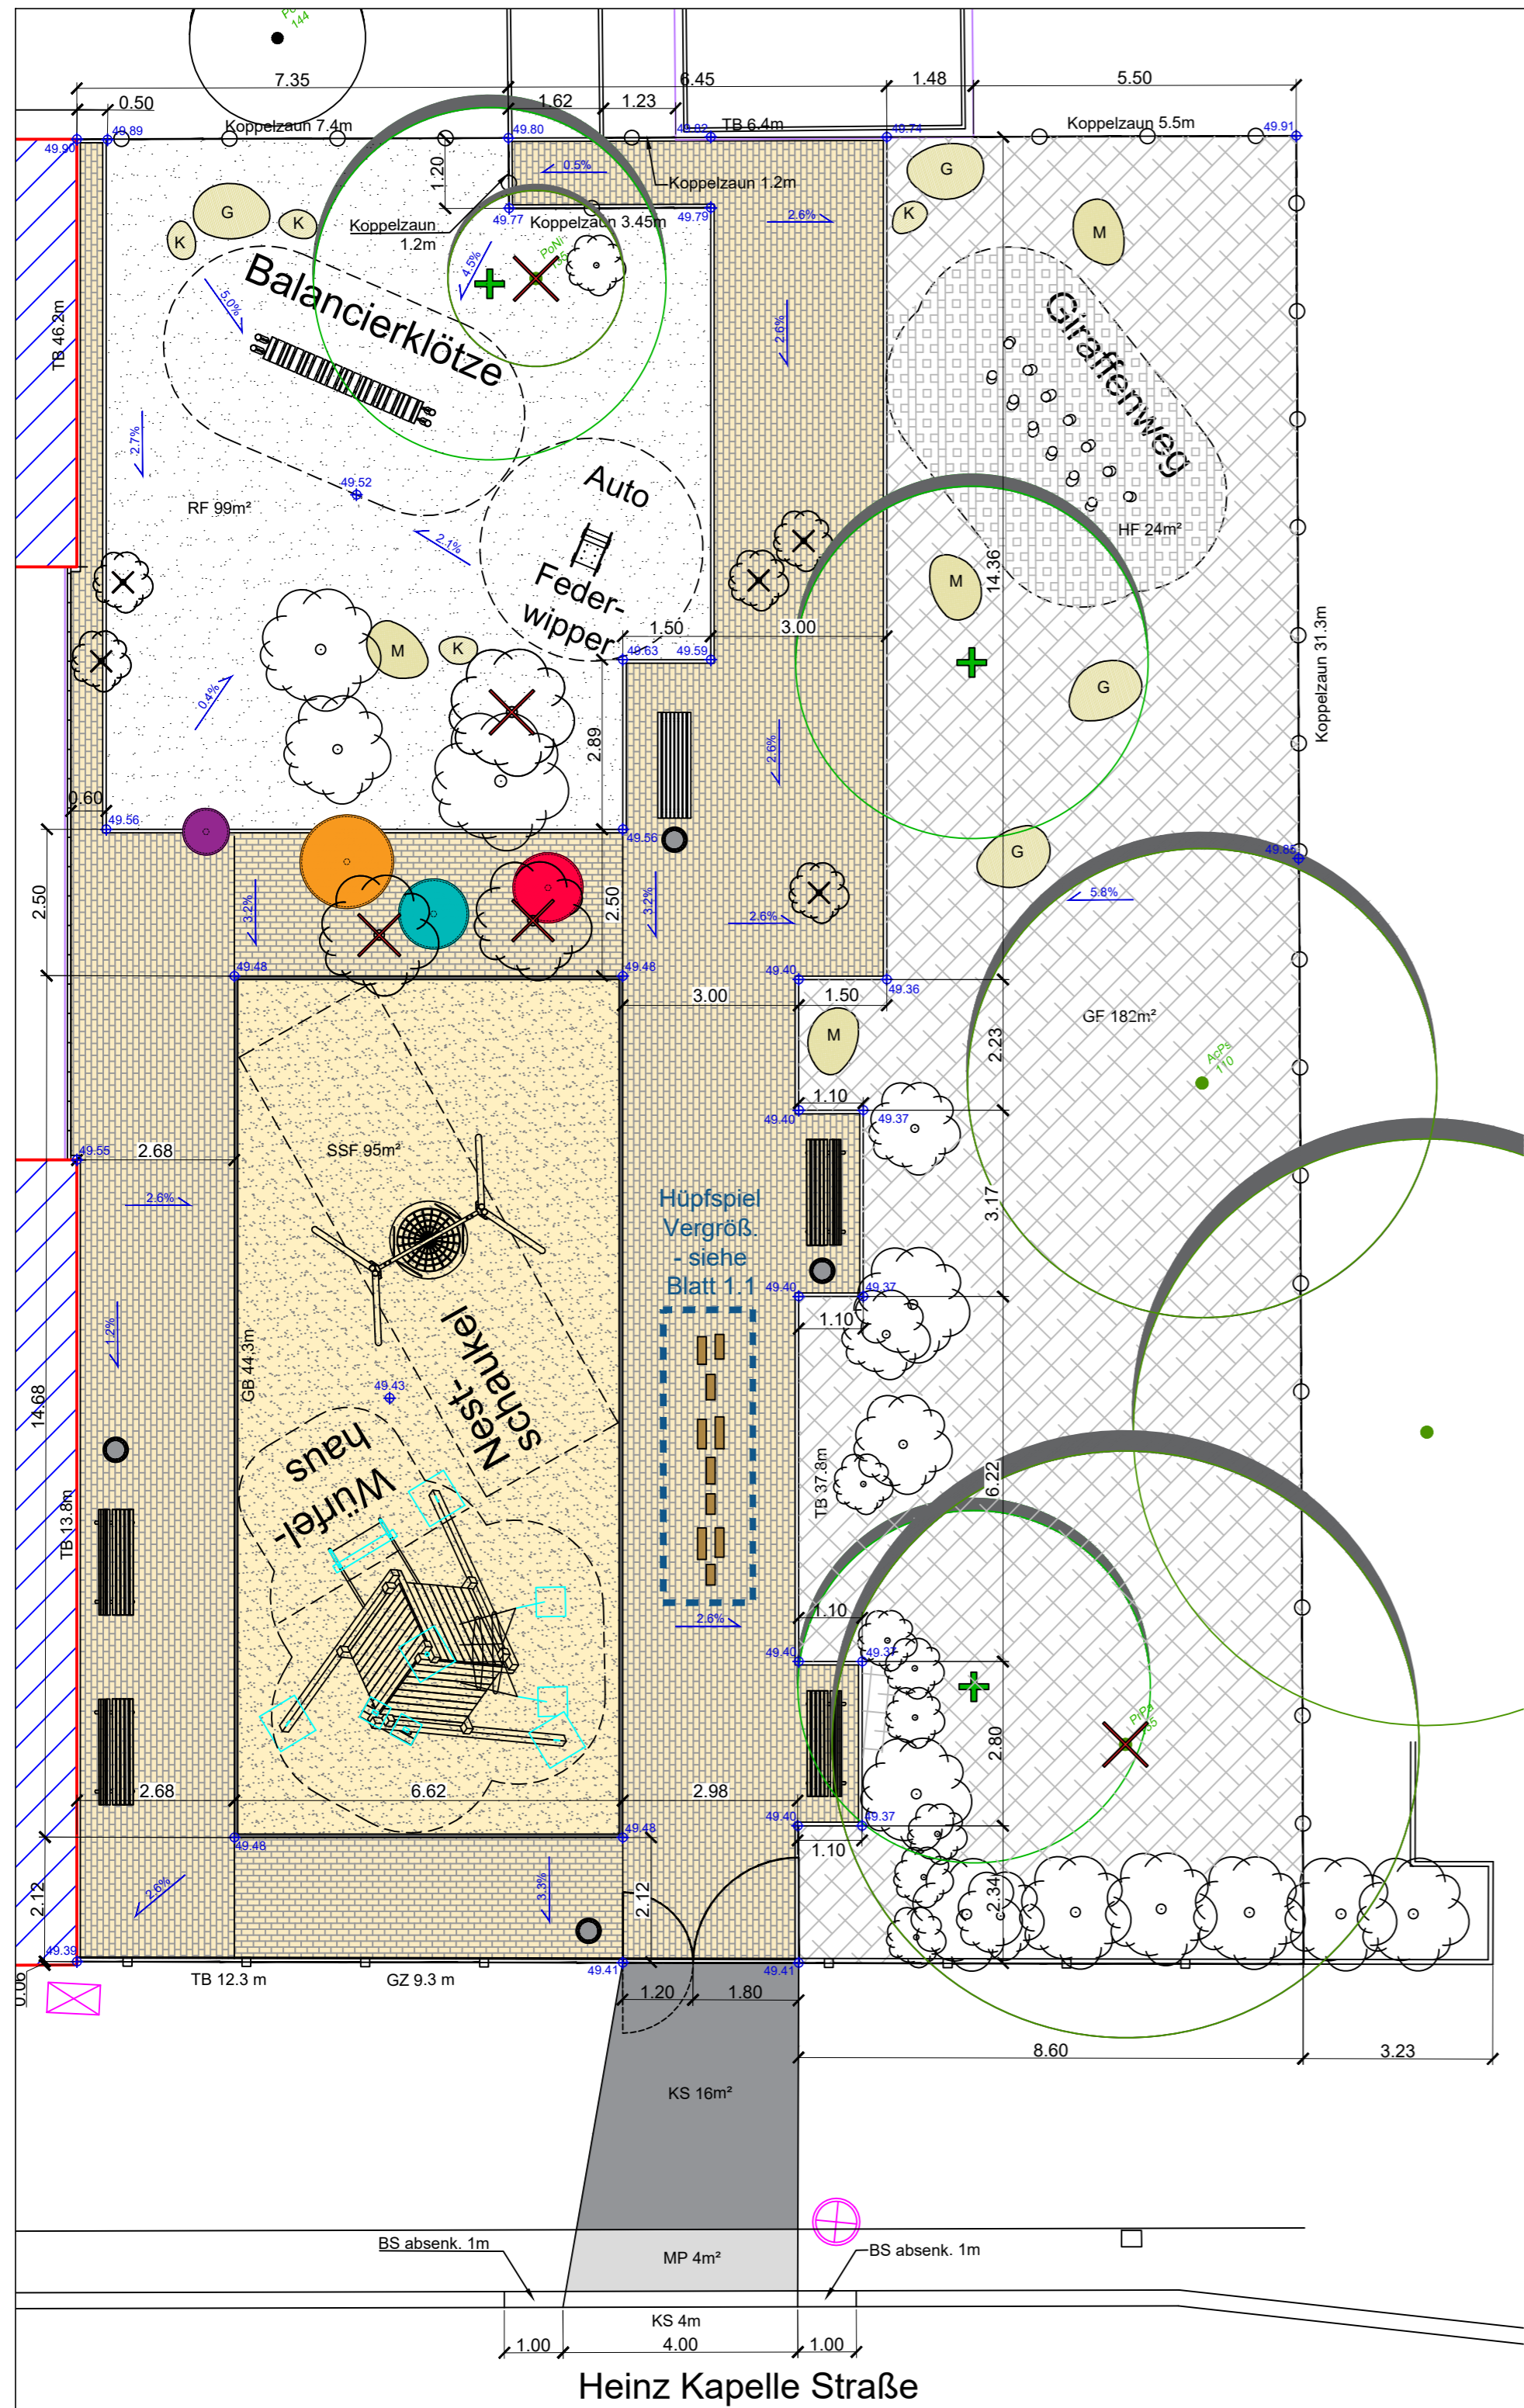 Po
144
7.35
6.45
1.48
5.50
0.50
1.62
1.23
49.90
49.89
Koppelzaun 7.4m
49.80
49.82
TB 6.4m
49.74
Koppelzaun 5.5m
49.91
1.20
0.5%
Koppelzaun 1.2m
G
K
K
Koppelzaun
1.2m
49.77
Koppelzaun 3.45m
49.79
2.6%
G
K
M
PoNi
4.5%
5.0%
Balancierklötze
TB 46.2m
2.6%
Giraffenweg
2.7%
49.52
RF 99m²
2.1%
Auto
Feder-
wipper
HF 24m²
14.36
M
1.50
3.00
49.63
49.59
M
K
0.4%
G
Koppelzaun 31.3m
2.89
2.6%
0.60
49.56
49.56
G
49.85
2.50
3.2%
2.50
3.2%
2.6%
5.8%
49.48
49.48
49.40
49.36
3.00
1.50
GF 182m²
M
2.23
AcPs
110
1.10
49.40
49.37
49.55
2.68
SSF 95m²
2.6%
3.17
Hüpfspiel
Vergröß.
- siehe
Blatt 1.1
49.40
49.37
1.10
1.2%
GB 44.3m
Nest-
schaukel
49.43
14.68
Würfel-
haus
TB 13.8m
TB 37.8m
6.22
1.10
2.6%
49.40
49.37
PrPa
2.80
2.68
6.62
2.98
49.40
49.37
1.10
49.48
49.48
2.6%
3.3%
2.12
2.12
2.34
49.39
0.06
TB 12.3 m
GZ 9.3 m
49.41
49.41
1.20
1.80
8.60
3.23
KS 16m²
BS absenk. 1m
MP 4m²
BS absenk. 1m
KS 4m
1.00
4.00
1.00
Heinz Kapelle Straße